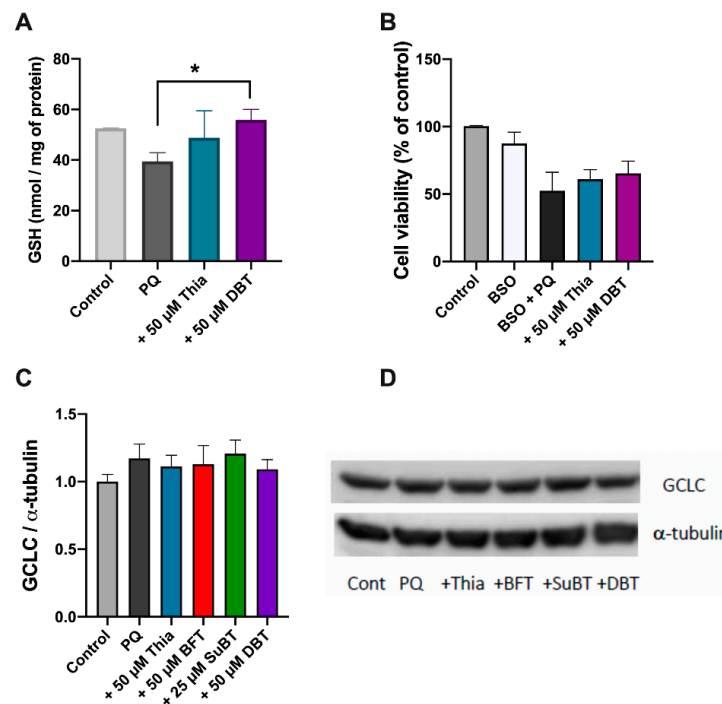 A
GSH (nmol / mg of protein)
80
60
40
20
0
*
Control
PQ
+ 50 µM Thia
+ 50 µM DBT
B
Cell viability (% of control)
150
100
50
0
Control
BSO
BSO + PQ
+ 50 µM Thia
+ 50 µM DBT
C
GCLC / α-tubulin
1.5
1.0
0.5
0.0
Control
PQ
+ 50 µM Thia
+ 50 µM BFT
+ 25 µM SuBT
+ 50 µM DBT
D
GCLC
α-tubulin
Cont PQ +Thia +BFT +SuBT +DBT